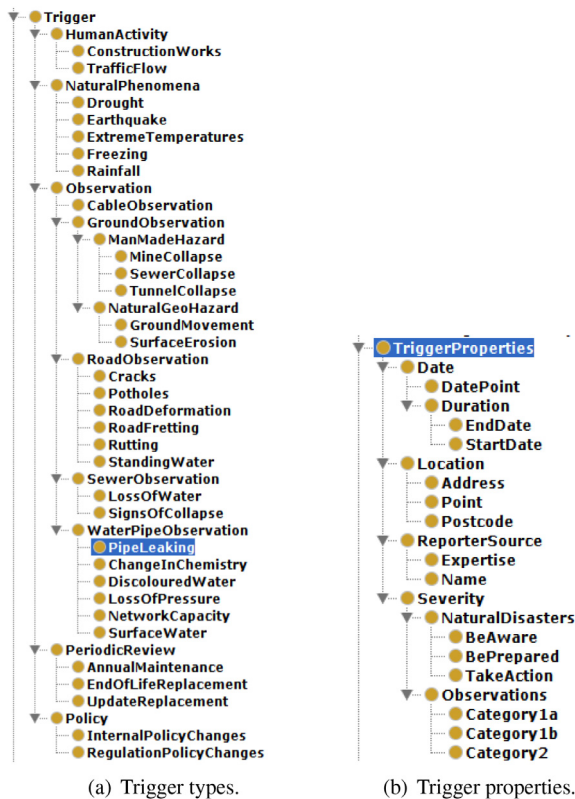 Trigger
HumanActivity
ConstructionWorks
TrafficFlow
NaturalPhenomena
Drought
Earthquake
ExtremeTemperatures
Freezing
Rainfall
Observation
CableObservation
GroundObservation
ManMadeHazard
MineCollapse
SewerCollapse
TunnelCollapse
NaturalGeoHazard
GroundMovement
SurfaceErosion
RoadObservation
Cracks
Potholes
RoadDeformation
RoadFretting
Rutting
StandingWater
SewerObservation
LossOfWater
SignsOfCollapse
WaterPipeObservation
PipeLeaking
ChangeInChemistry
DiscolouredWater
LossOfPressure
NetworkCapacity
SurfaceWater
PeriodicReview
AnnualMaintenance
EndOfLifeReplacement
UpdateReplacement
Policy
InternalPolicyChanges
RegulationPolicyChanges
(a) Trigger types.
TriggerProperties
Date
DatePoint
Duration
EndDate
StartDate
Location
Address
Point
Postcode
ReporterSource
Expertise
Name
Severity
NaturalDisasters
BeAware
BePrepared
TakeAction
Observations
Category1a
Category1b
Category2
(b) Trigger properties.